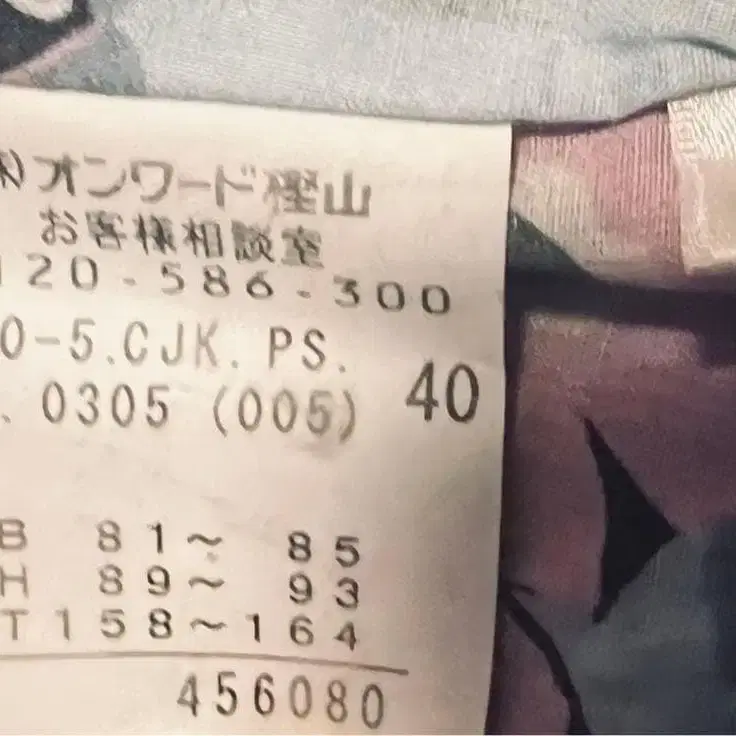 ㈱オンワード樫山
お客様相談室
120-586-300
0-5.CJK.PS.
. 0305 (005) 40
B 81~ 85
H 89~ 93
T158~164
456080